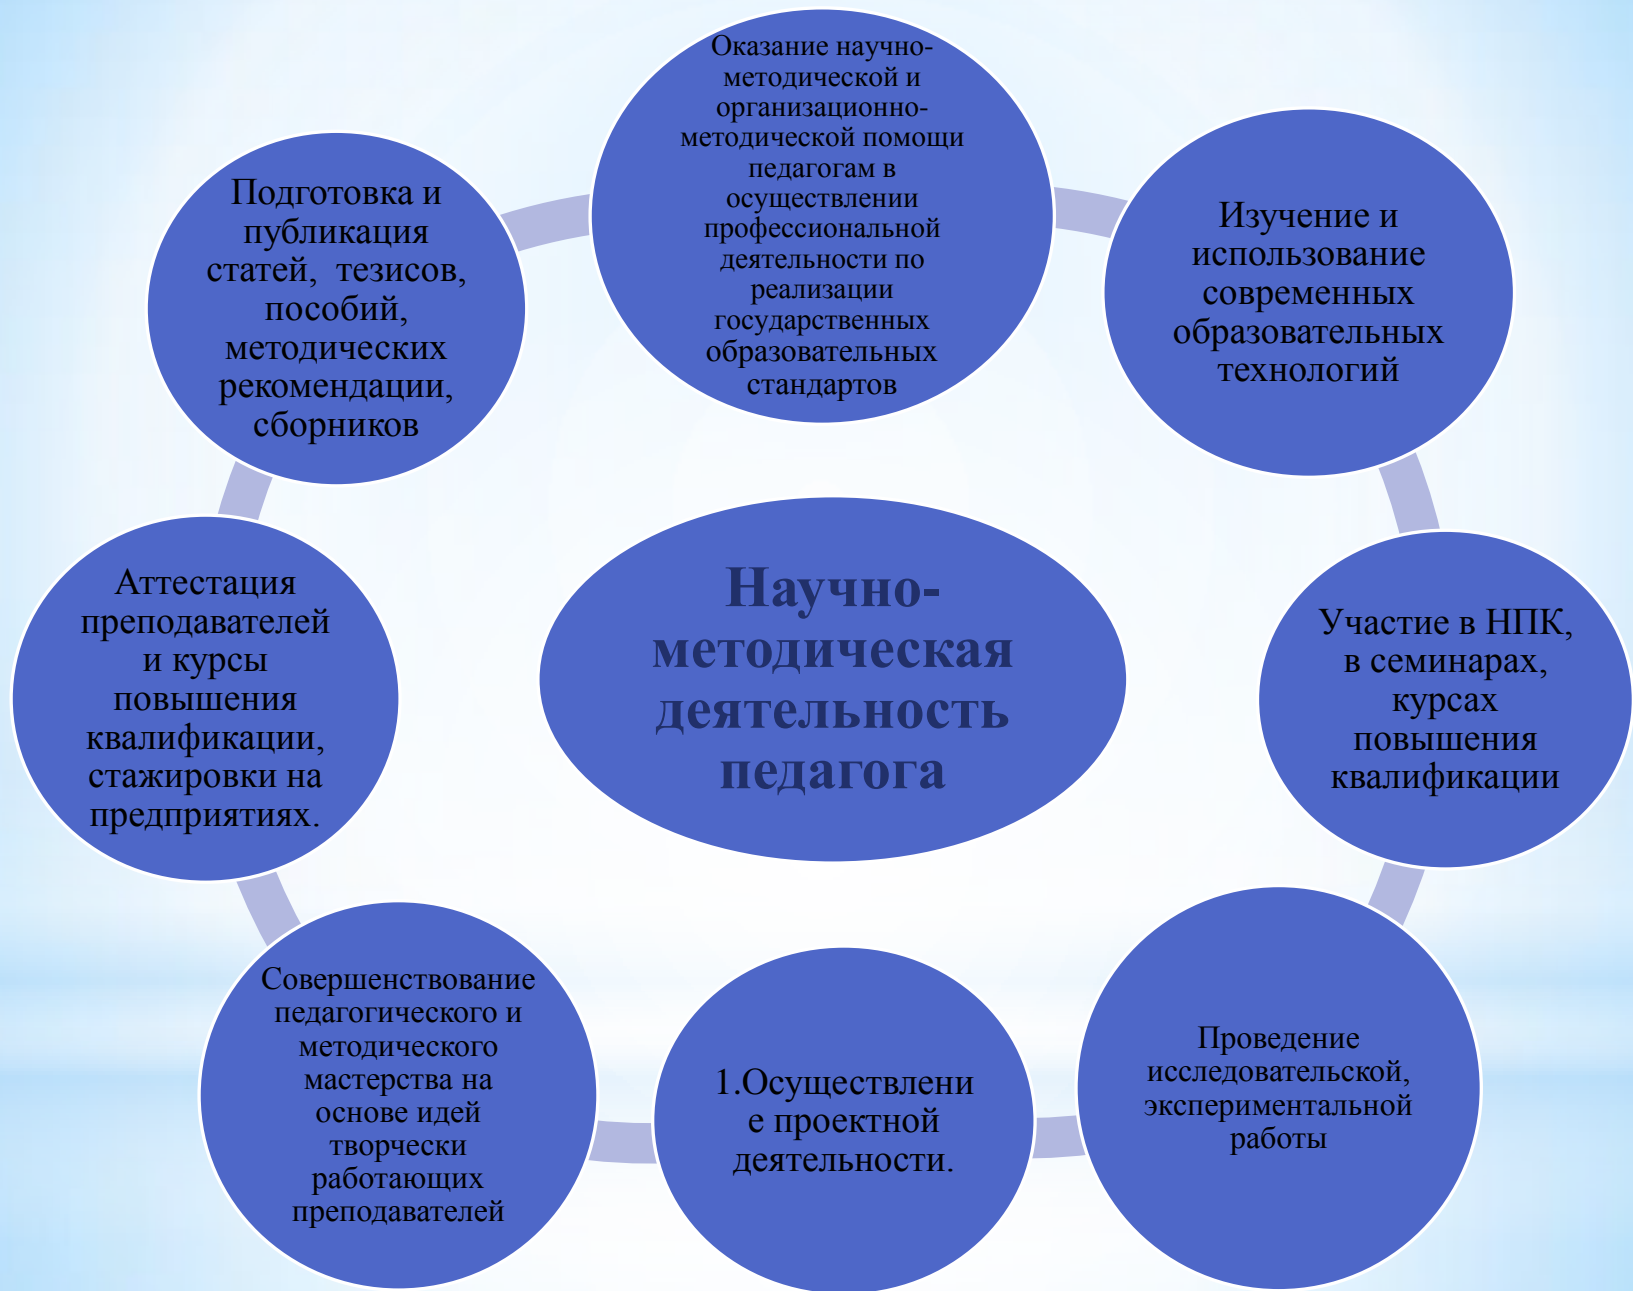 Оказание научно-
методической и
организационно-
методической помощи
педагогам в
осуществлении
профессиональной
деятельности по
реализации
государственных
образовательных
стандартов
Изучение и
использование
современных
образовательных
технологий
Участие в НПК,
в семинарах,
курсах
повышения
квалификации
Проведение
исследовательской,
экспериментальной
работы
1.Осуществлени
е проектной
деятельности.
Совершенствование
педагогического и
методического
мастерства на
основе идей
творчески
работающих
преподавателей
Аттестация
преподавателей
и курсы
повышения
квалификации,
стажировки на
предприятиях.
Подготовка и
публикация
статей, тезисов,
пособий,
методических
рекомендации,
сборников
Научно-
методическая
деятельность
педагога